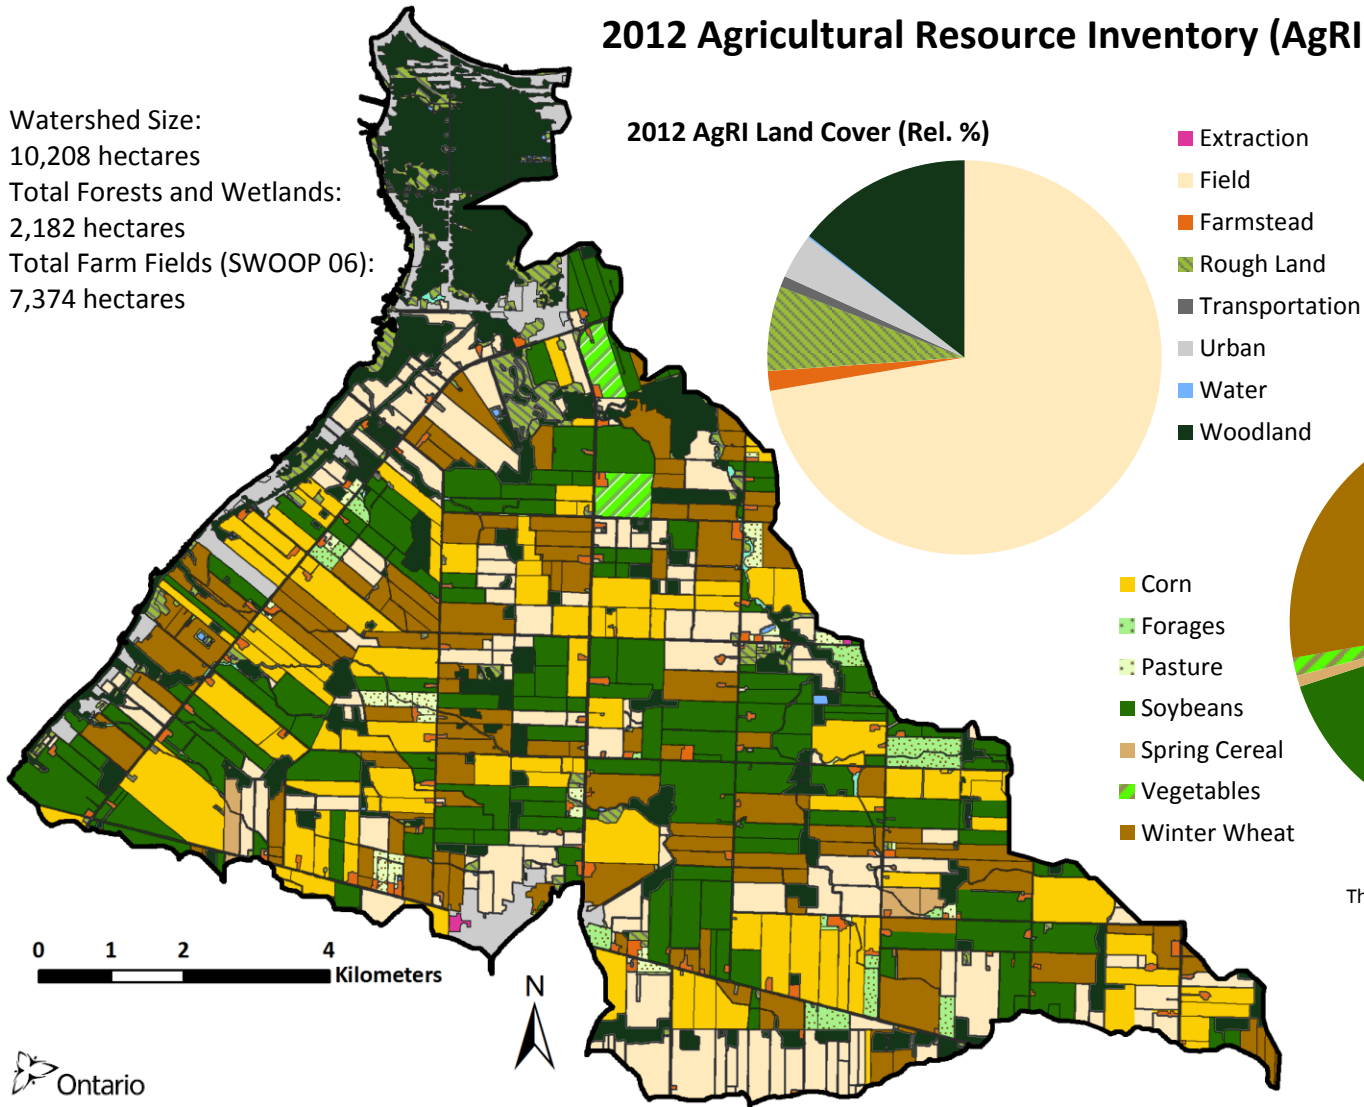 2012 Agricultural Resource Inventory (AgRI
Watershed Size:
10,208 hectares
Total Forests and Wetlands:
2,182 hectares
Total Farm Fields (SWOOP 06):
7,374 hectares
2012 AgRI Land Cover (Rel. %)
Extraction
Field
Farmstead
Rough Land
Transportation
Urban
Water
Woodland
Corn
Forages
Pasture
Soybeans
Spring Cereal
Vegetables
Winter Wheat
Th
0 1 2 4
Kilometers
N
Ontario